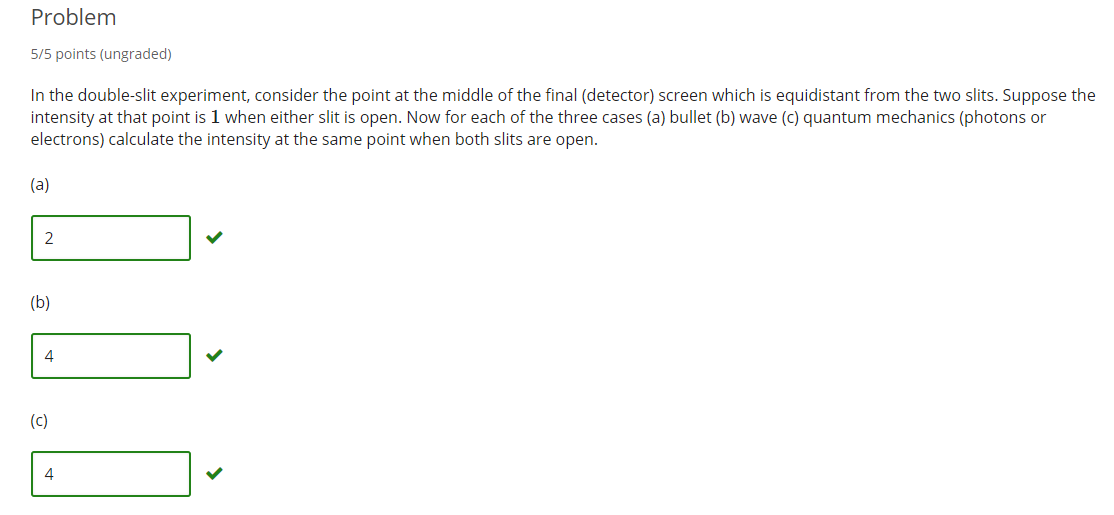 Problem
5/5 points (ungraded)
In the double-slit experiment, consider the point at the middle of the final (detector) screen which is equidistant from the two slits. Suppose the
intensity at that point is 1 when either slit is open. Now for each of the three cases (a) bullet (b) wave (c) quantum mechanics (photons or
electrons) calculate the intensity at the same point when both slits are open.
(a)
2
(b)
4
(c)
4